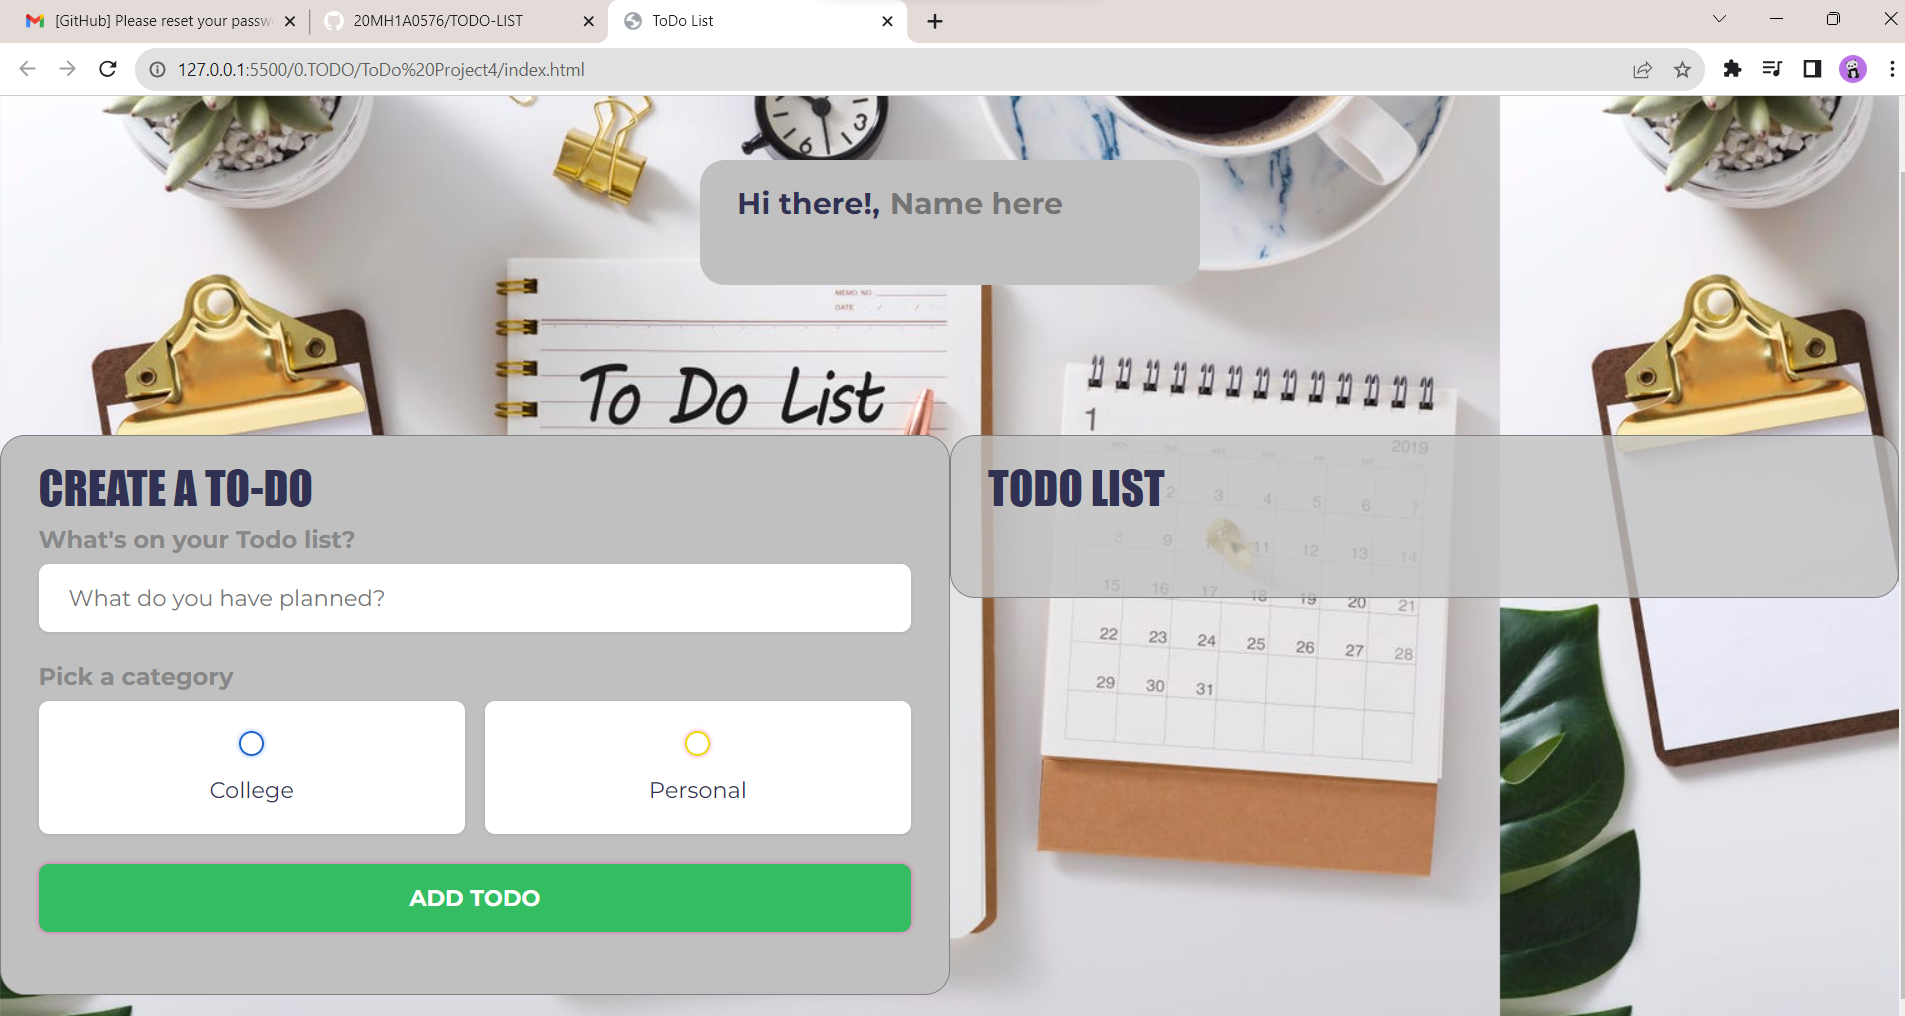 [GitHub] Please reset your passw
20MH1A0576/TODO-LIST
ToDo List
127.0.0.1:5500/0.TODO/ToDo%20Project4/index.html
Hi there!, Name here
MEMO NO.
DATE
To Do List
1
2019
CREATE A TO-DO
What's on your Todo list?
What do you have planned?
Pick a category
College
Personal
ADD TODO
TODO LIST
2 3 4 5 6 7
8 9 11 12 13 14
15 16 17 18 19 20 21
22 23 24 25 26 27 28
29 30 31